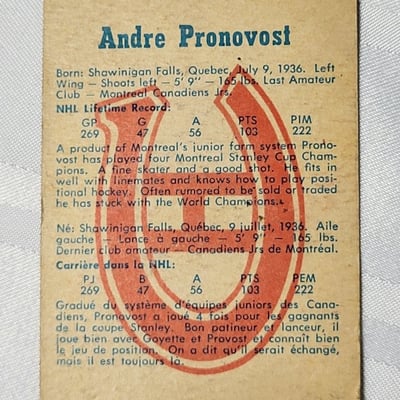 Andre Pronovost
Born: Shawinigan Falls, Quebec, July 9, 1936. Left
Wing — Shoots left — 5' 9" — 165 lbs. Last Amateur
Club — Montreal Canadiens Jrs.
NHL Lifetime Record:
GP G A PTS PIM
269 47 56 103 222
A product of Montreal's junior farm system Pronovost
vost has played four Montreal Stanley Cup Cham-
pions. A fine skater and a good shot. He fits in
well with linemates and knows how to play posi-
tional hockey. Often rumored to be sold or traded
he has stuck with the World Champions.
Né: Shawinigan Falls, Québec, 9 juillet, 1936. Aile
gauche — Lance à gauche — 5' 9" — 165 lbs.
Dernier club amateur — Canadiens Jrs de Montréal.
Carrière dans la NHL:
PJ B A PTS PEM
269 47 56 103 222
Gradué du système d'équipes juniors des Cana-
diens, Pronovost a joué 4 fois pour les gagnants
de la coupe Stanley. Bon patineur et lanceur, il
joue bien avec Goyette et Provost et connaît bien
le jeu de position. On a dit qu'il serait échangé,
mais il est toujours là.